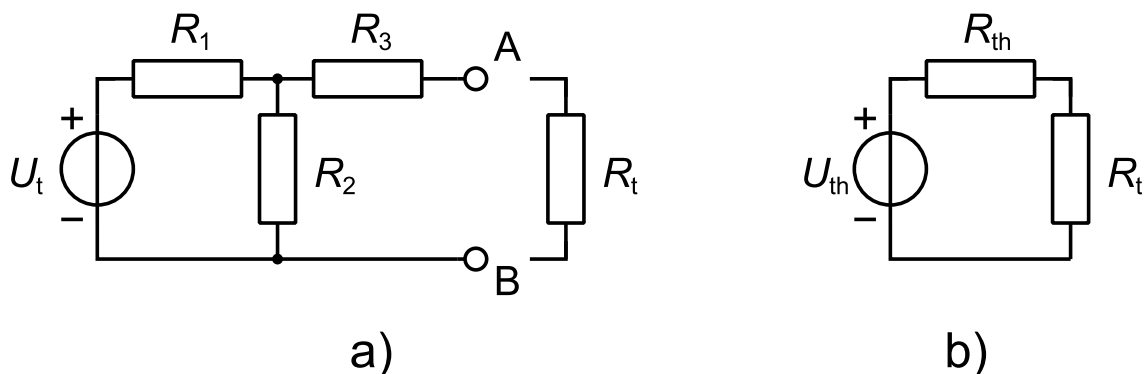 R1 R3 A
+
Ut R2 Rt
−
B
a)
Rth
+
Uth Rt
−
b)